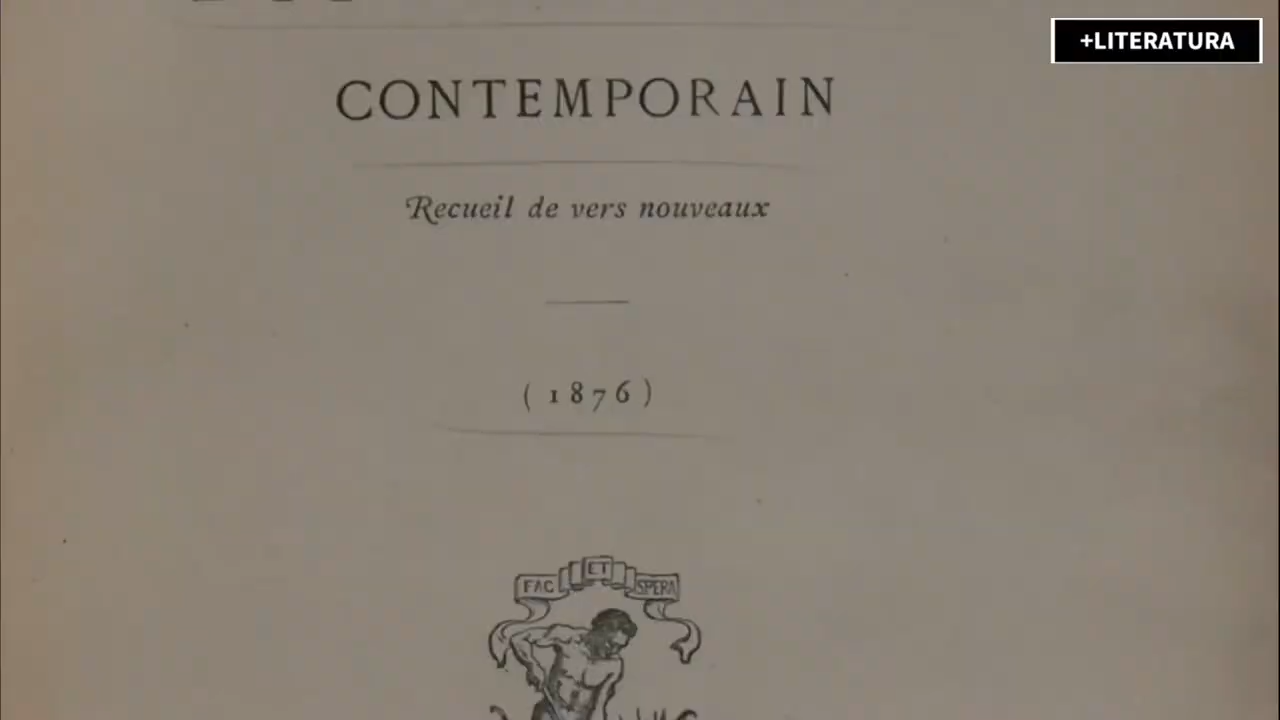 +LITERATURA
CONTEMPORAIN
Recueil de vers nouveaux
(1876)
FAC ET SPERA